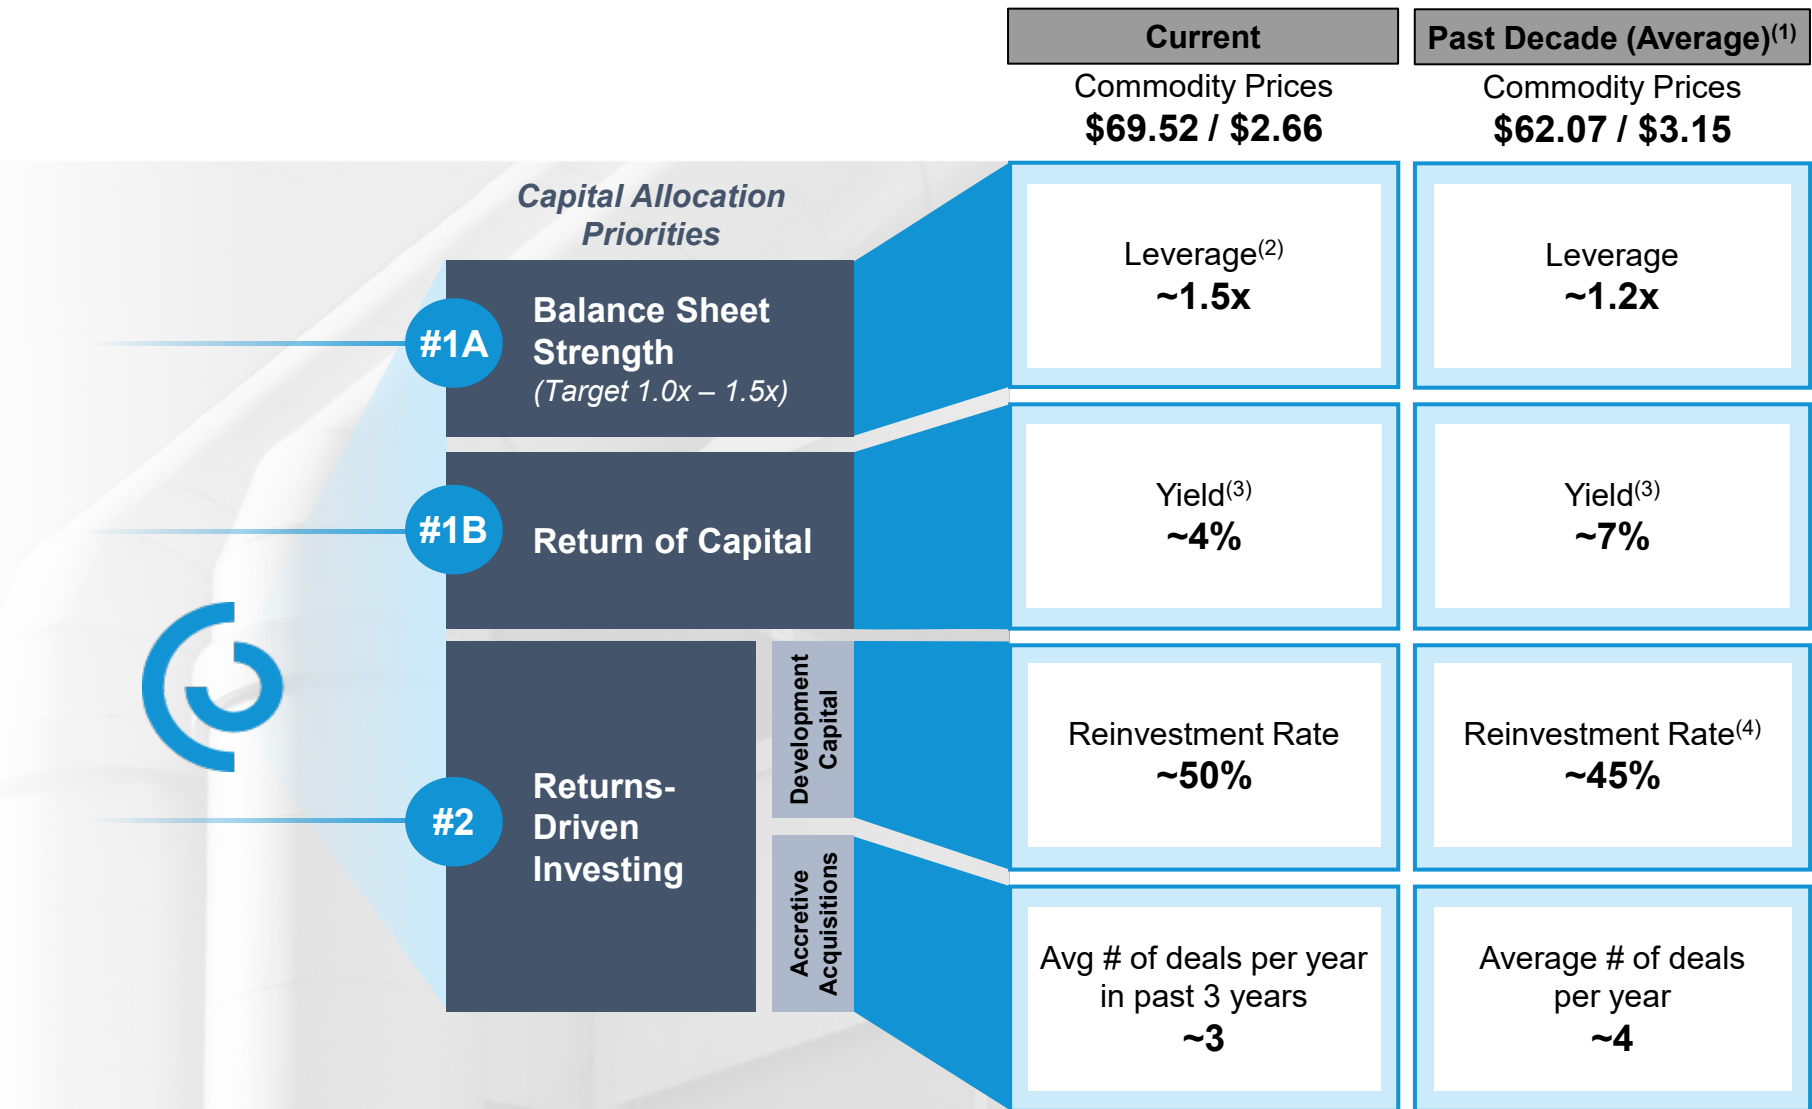 Current
Past Decade (Average)(1)
Commodity Prices
$69.52 / $2.66
Commodity Prices
$62.07 / $3.15
Capital Allocation
Priorities
#1A
Balance Sheet
Strength
(Target 1.0x – 1.5x)
Leverage(2)
~1.5x
Leverage
~1.2x
#1B
Return of Capital
Yield(3)
~4%
Yield(3)
~7%
#2
Returns-
Driven
Investing
Development
Capital
Reinvestment Rate
~50%
Reinvestment Rate(4)
~45%
Accretive
Acquisitions
Avg # of deals per year
in past 3 years
~3
Average # of deals
per year
~4